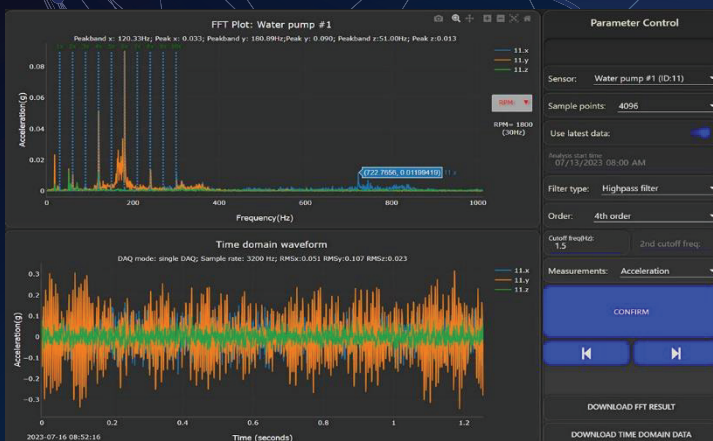 FFT Plot: Water pump #1
Peakband x: 120.33Hz; Peak x: 0.033; Peakband y: 180.89Hz;Peak y: 0.090; Peakband z:51.00Hz; Peak z:0.013
11.x
11.y
11.z
RPM
RPM= 1800
(30Hz)
(722.7656, 0.01199419) 11.x
0.08
0.06
0.04
0.02
0
Acceleration(g)
0 200 400 600 800 1000
Frequency(Hz)
Time domain waveform
DAQ mode: single DAQ; Sample rate: 3200 Hz; RMSx:0.051 RMSy:0.107 RMSz:0.023
11.x
11.y
11.z
0.3
0.2
0.1
0
−0.1
−0.2
−0.3
Acceleration(g)
0 0.2 0.4 0.6 0.8 1 1.2
Time (seconds)
2023-07-16 08:52:16
Parameter Control
Sensor: Water pump #1 (ID:11)
Sample points: 4096
Use latest data:
Analysis start time
07/13/2023 08:00 AM
Filter type: Highpass filter
Order: 4th order
Cutoff freq(Hz):
1.5
2nd cutoff freq:
Measurements: Acceleration
CONFIRM
DOWNLOAD FFT RESULT
DOWNLOAD TIME DOMAIN DATA